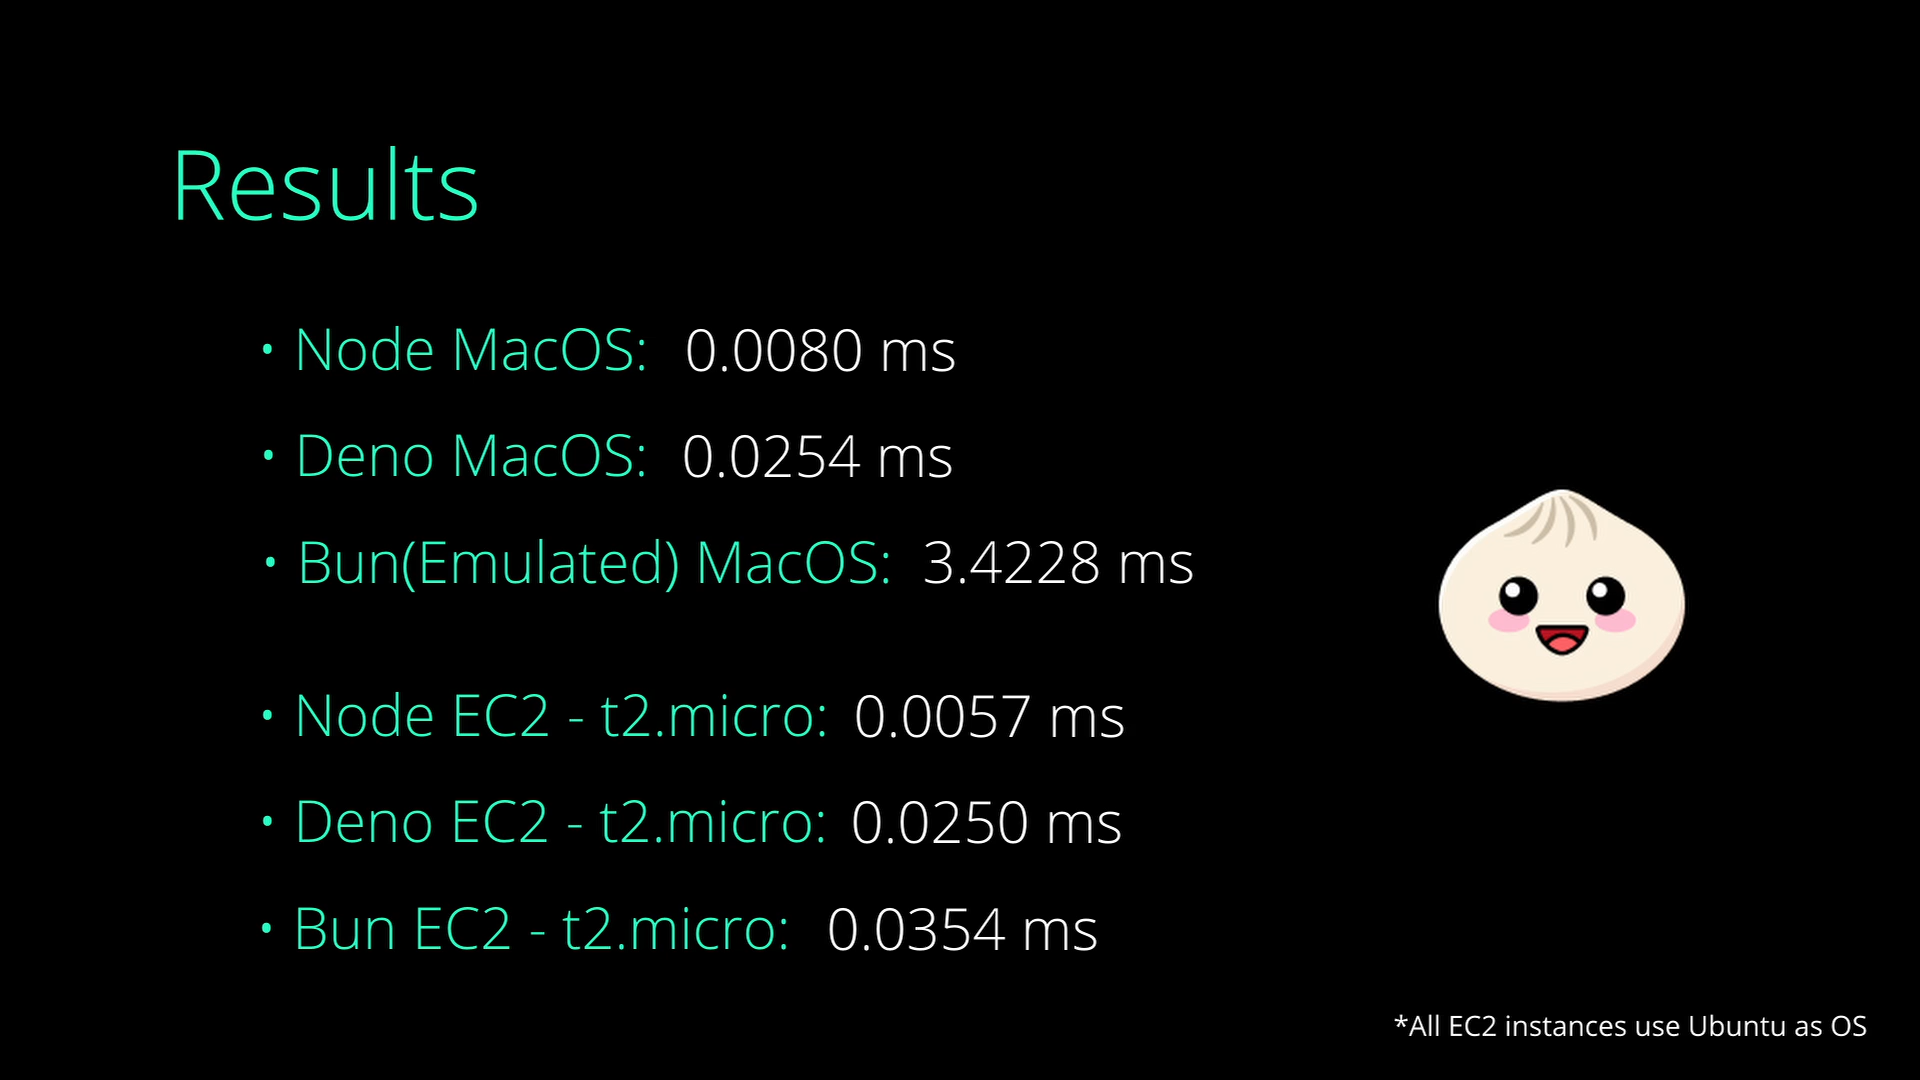 Results
• Node MacOS: 0.0080 ms
• Deno MacOS: 0.0254 ms
• Bun(Emulated) MacOS: 3.4228 ms
• Node EC2 - t2.micro: 0.0057 ms
• Deno EC2 - t2.micro: 0.0250 ms
• Bun EC2 - t2.micro: 0.0354 ms
*All EC2 instances use Ubuntu as OS